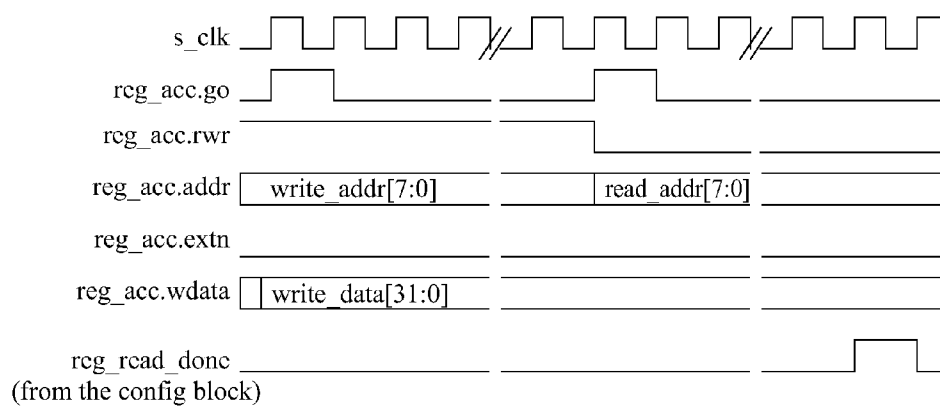 s_clk
reg_acc.go
reg_acc.rwr
reg_acc.addr write_addr[7:0] read_addr[7:0]
reg_acc.extn
reg_acc.wdata write_data[31:0]
reg_read_done
(from the config block)